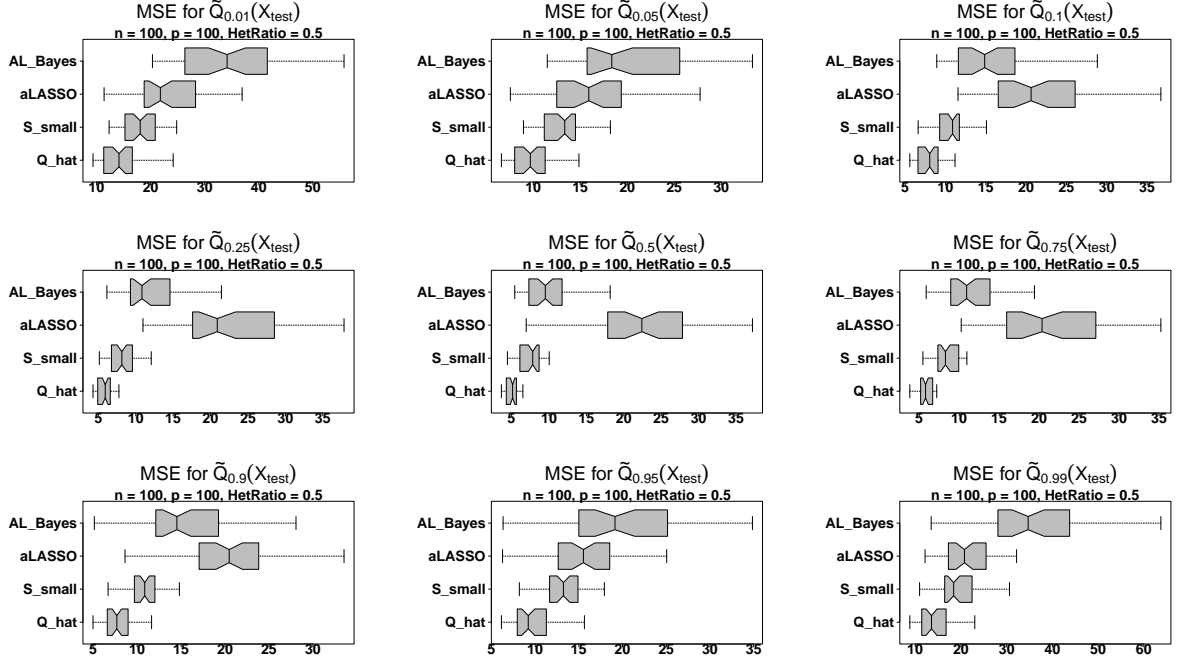 MSE for Q̃0.01(Xtest)
n = 100, p = 100, HetRatio = 0.5
AL_Bayes
aLASSO
S_small
Q_hat
10 20 30 40 50
MSE for Q̃0.05(Xtest)
n = 100, p = 100, HetRatio = 0.5
AL_Bayes
aLASSO
S_small
Q_hat
10 15 20 25 30
MSE for Q̃0.1(Xtest)
n = 100, p = 100, HetRatio = 0.5
AL_Bayes
aLASSO
S_small
Q_hat
5 10 15 20 25 30 35
MSE for Q̃0.25(Xtest)
n = 100, p = 100, HetRatio = 0.5
AL_Bayes
aLASSO
S_small
Q_hat
5 10 15 20 25 30 35
MSE for Q̃0.5(Xtest)
n = 100, p = 100, HetRatio = 0.5
AL_Bayes
aLASSO
S_small
Q_hat
5 10 15 20 25 30 35
MSE for Q̃0.75(Xtest)
n = 100, p = 100, HetRatio = 0.5
AL_Bayes
aLASSO
S_small
Q_hat
5 10 15 20 25 30 35
MSE for Q̃0.9(Xtest)
n = 100, p = 100, HetRatio = 0.5
AL_Bayes
aLASSO
S_small
Q_hat
5 10 15 20 25 30
MSE for Q̃0.95(Xtest)
n = 100, p = 100, HetRatio = 0.5
AL_Bayes
aLASSO
S_small
Q_hat
5 10 15 20 25 30 35
MSE for Q̃0.99(Xtest)
n = 100, p = 100, HetRatio = 0.5
AL_Bayes
aLASSO
S_small
Q_hat
10 20 30 40 50 60